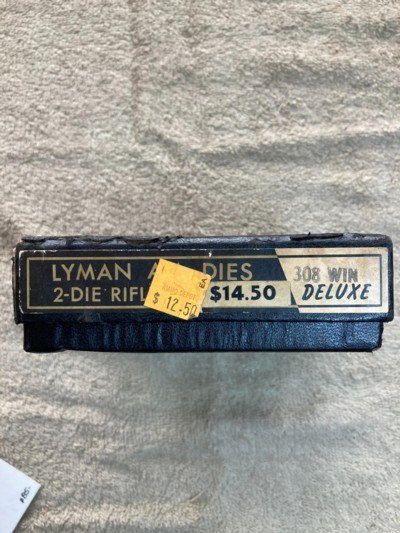 LYMAN A DIES
2-DIE RIFL $14.50
308 WIN
DELUXE
$ 12.50